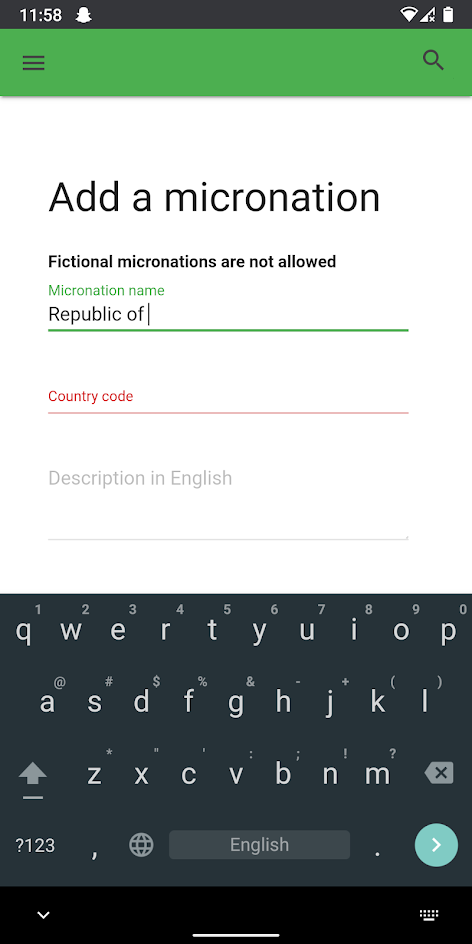 11:58
Add a micronation
Fictional micronations are not allowed
Micronation name
Republic of
Country code
Description in English
1 2 3 4 5 6 7 8 9 0
q w e r t y u i o p
@ # $ % & - + ( )
a s d f g h j k l
* " ' : ; ! ?
z x c v b n m
?123 , English .